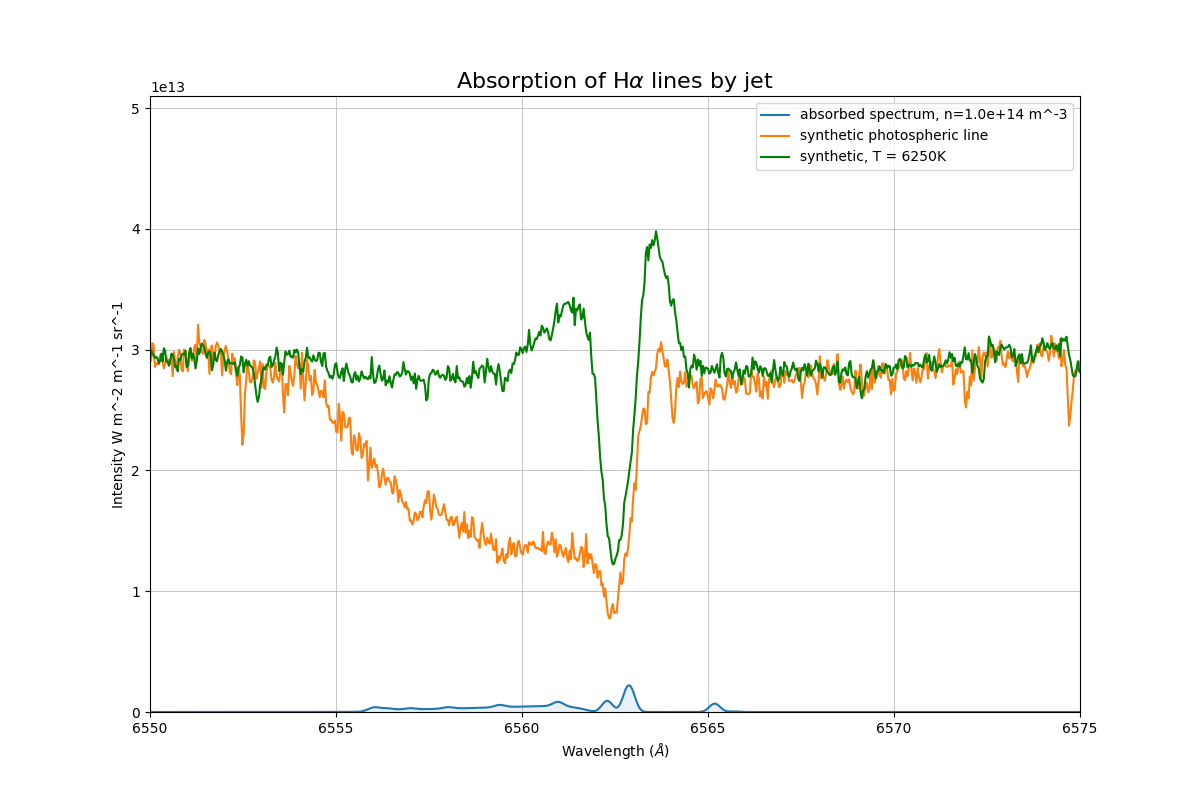 Absorption of Hα lines by jet
1e13
absorbed spectrum, n=1.0e+14 m^-3
synthetic photospheric line
synthetic, T = 6250K
5
4
3
2
1
0
Intensity W m^-2 m^-1 sr^-1
6550
6555
6560
6565
6570
6575
Wavelength (Å)